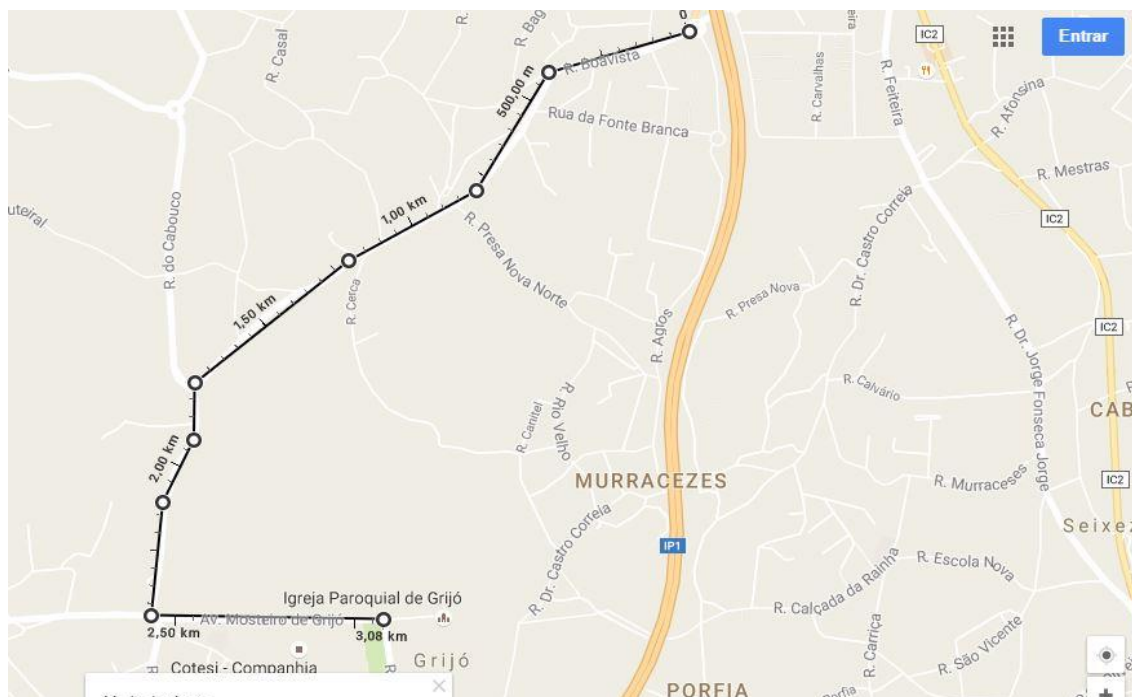 0
IC2
Entrar
R. Casal
R. Boavista
R. Carvalhas
R. Feiteira
R. Afonsina
500,00 m
Rua da Fonte Branca
R. Mestras
R. do Cabouco
1,00 km
R. Presa Nova Norte
R. Dr. Castro Correia
IC2
1,50 km
R. Cerca
R. Presa Nova
R. Agros
IC2
R. Dr. Jorge Fonseca Jorge
R. Calvário
R. Rio Velho
R. Canitel
CAB
2,00 km
MURRACEZES
R. Murraceses
IC2
R. Dr. Castro Correia
Seixez
IP1
R. Escola Nova
Igreja Paroquial de Grijó
R. Calçada da Rainha
Av. Mosteiro de Grijó
2,50 km
3,08 km
R. Carriça
R. São Vicente
Grijó
Cotesi - Companhia
PORFIA